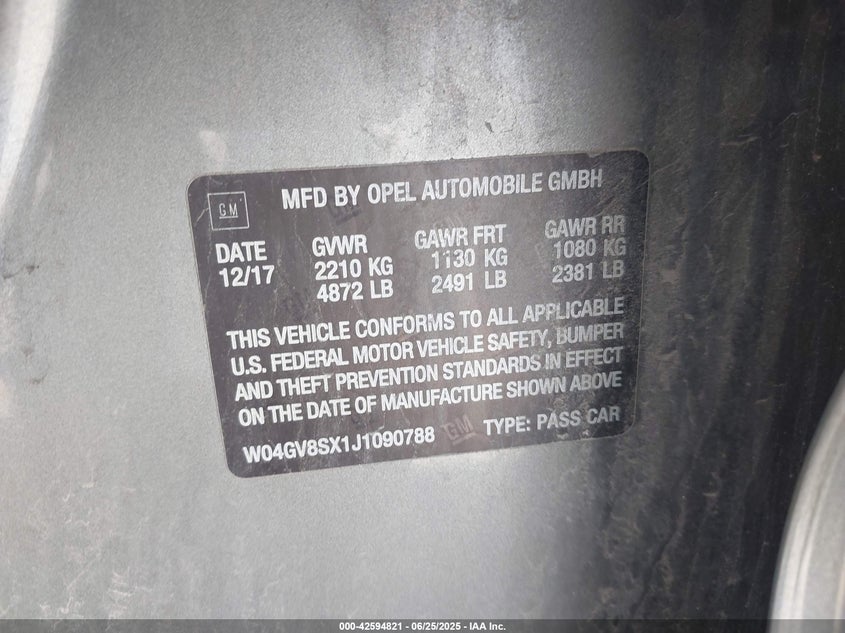 GM
MFD BY OPEL AUTOMOBILE GMBH
DATE GVWR GAWR FRT GAWR RR
12/17 2210 KG 1130 KG 1080 KG
4872 LB 2491 LB 2381 LB
THIS VEHICLE CONFORMS TO ALL APPLICABLE
U.S. FEDERAL MOTOR VEHICLE SAFETY, BUMPER
AND THEFT PREVENTION STANDARDS IN EFFECT
ON THE DATE OF MANUFACTURE SHOWN ABOVE
W04GV8SX1J1090788 GM TYPE: PASS CAR
000-42594821 - 06/25/2025 - IAA Inc.